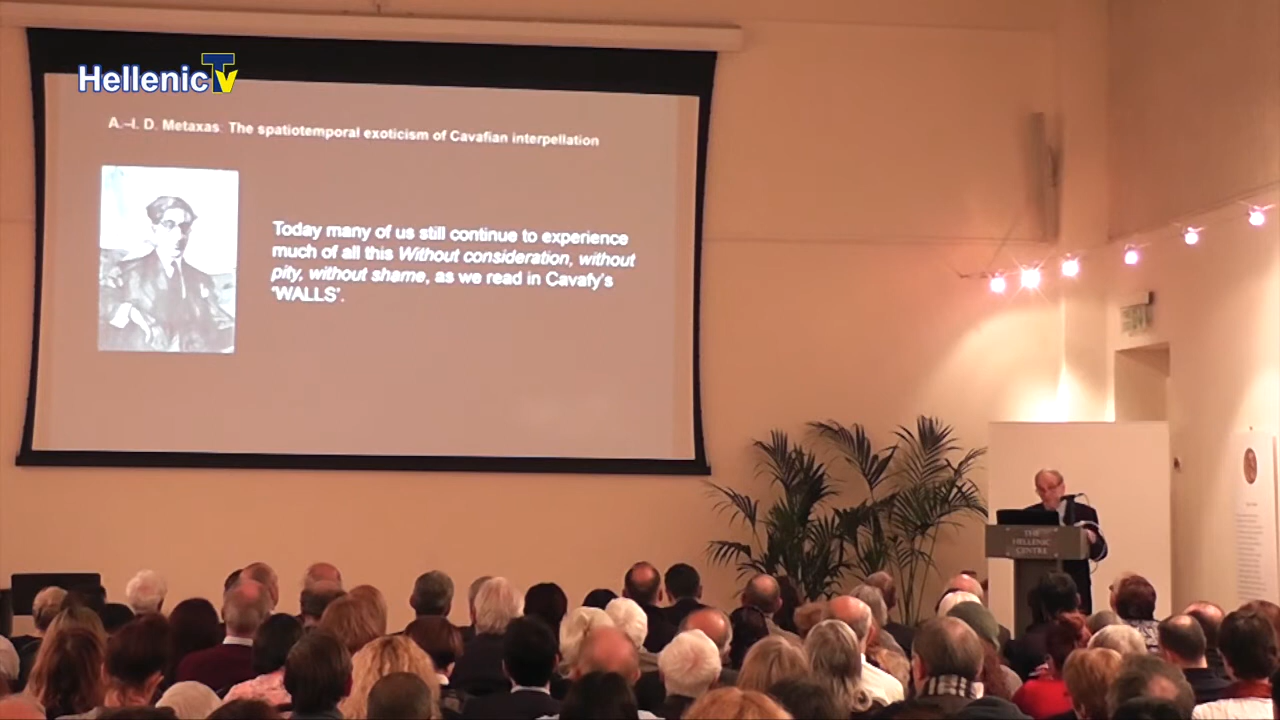 HellenicTv
A.–I. D. Metaxas: The spatiotemporal exoticism of Cavafian interpellation
Today many of us still continue to experience
much of all this Without consideration, without
pity, without shame, as we read in Cavafy's
'WALLS'.
THE
HELLENIC
CENTRE